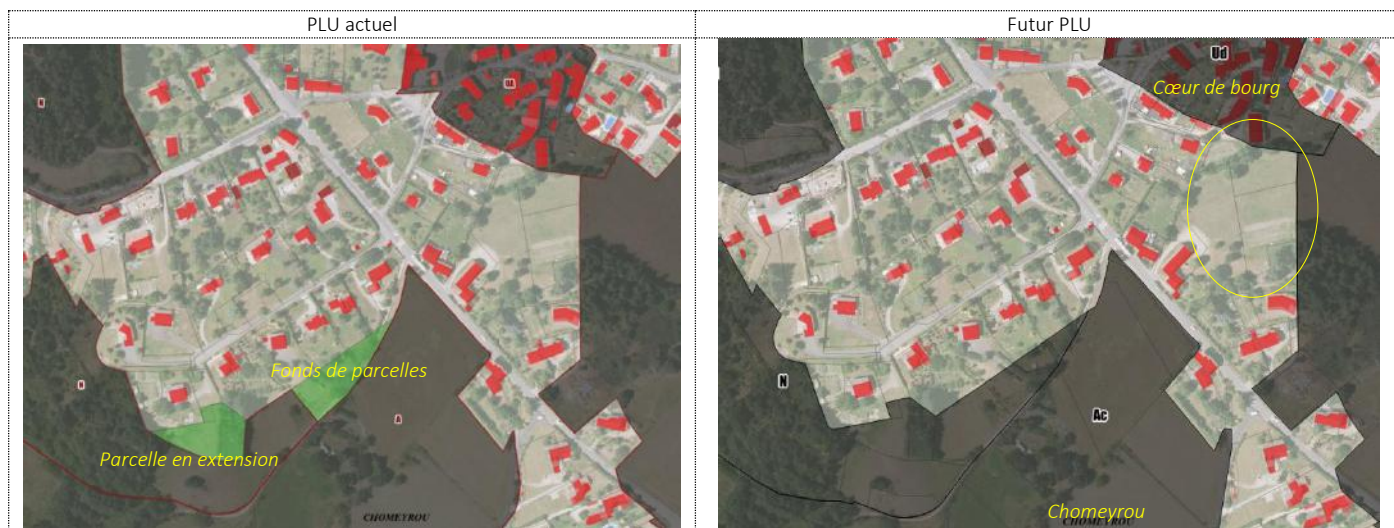 PLU actuel
Futur PLU
Fonds de parcelles
Parcelle en extension
A
CHOMEYROU
Ud
Cœur de bourg
N
Ac
Chomeyrou
CHOMEYROU